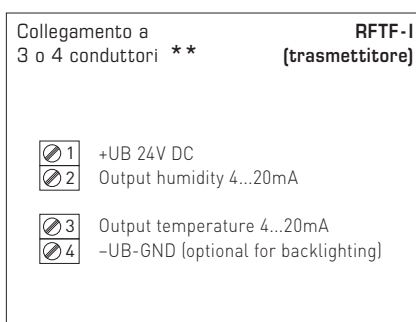 Collegamento a
3 o 4 conduttori **
RFTF-I
(trasmettitore)
1 +UB 24V DC
2 Output humidity 4...20mA
3 Output temperature 4...20mA
4 –UB-GND (optional for backlighting)